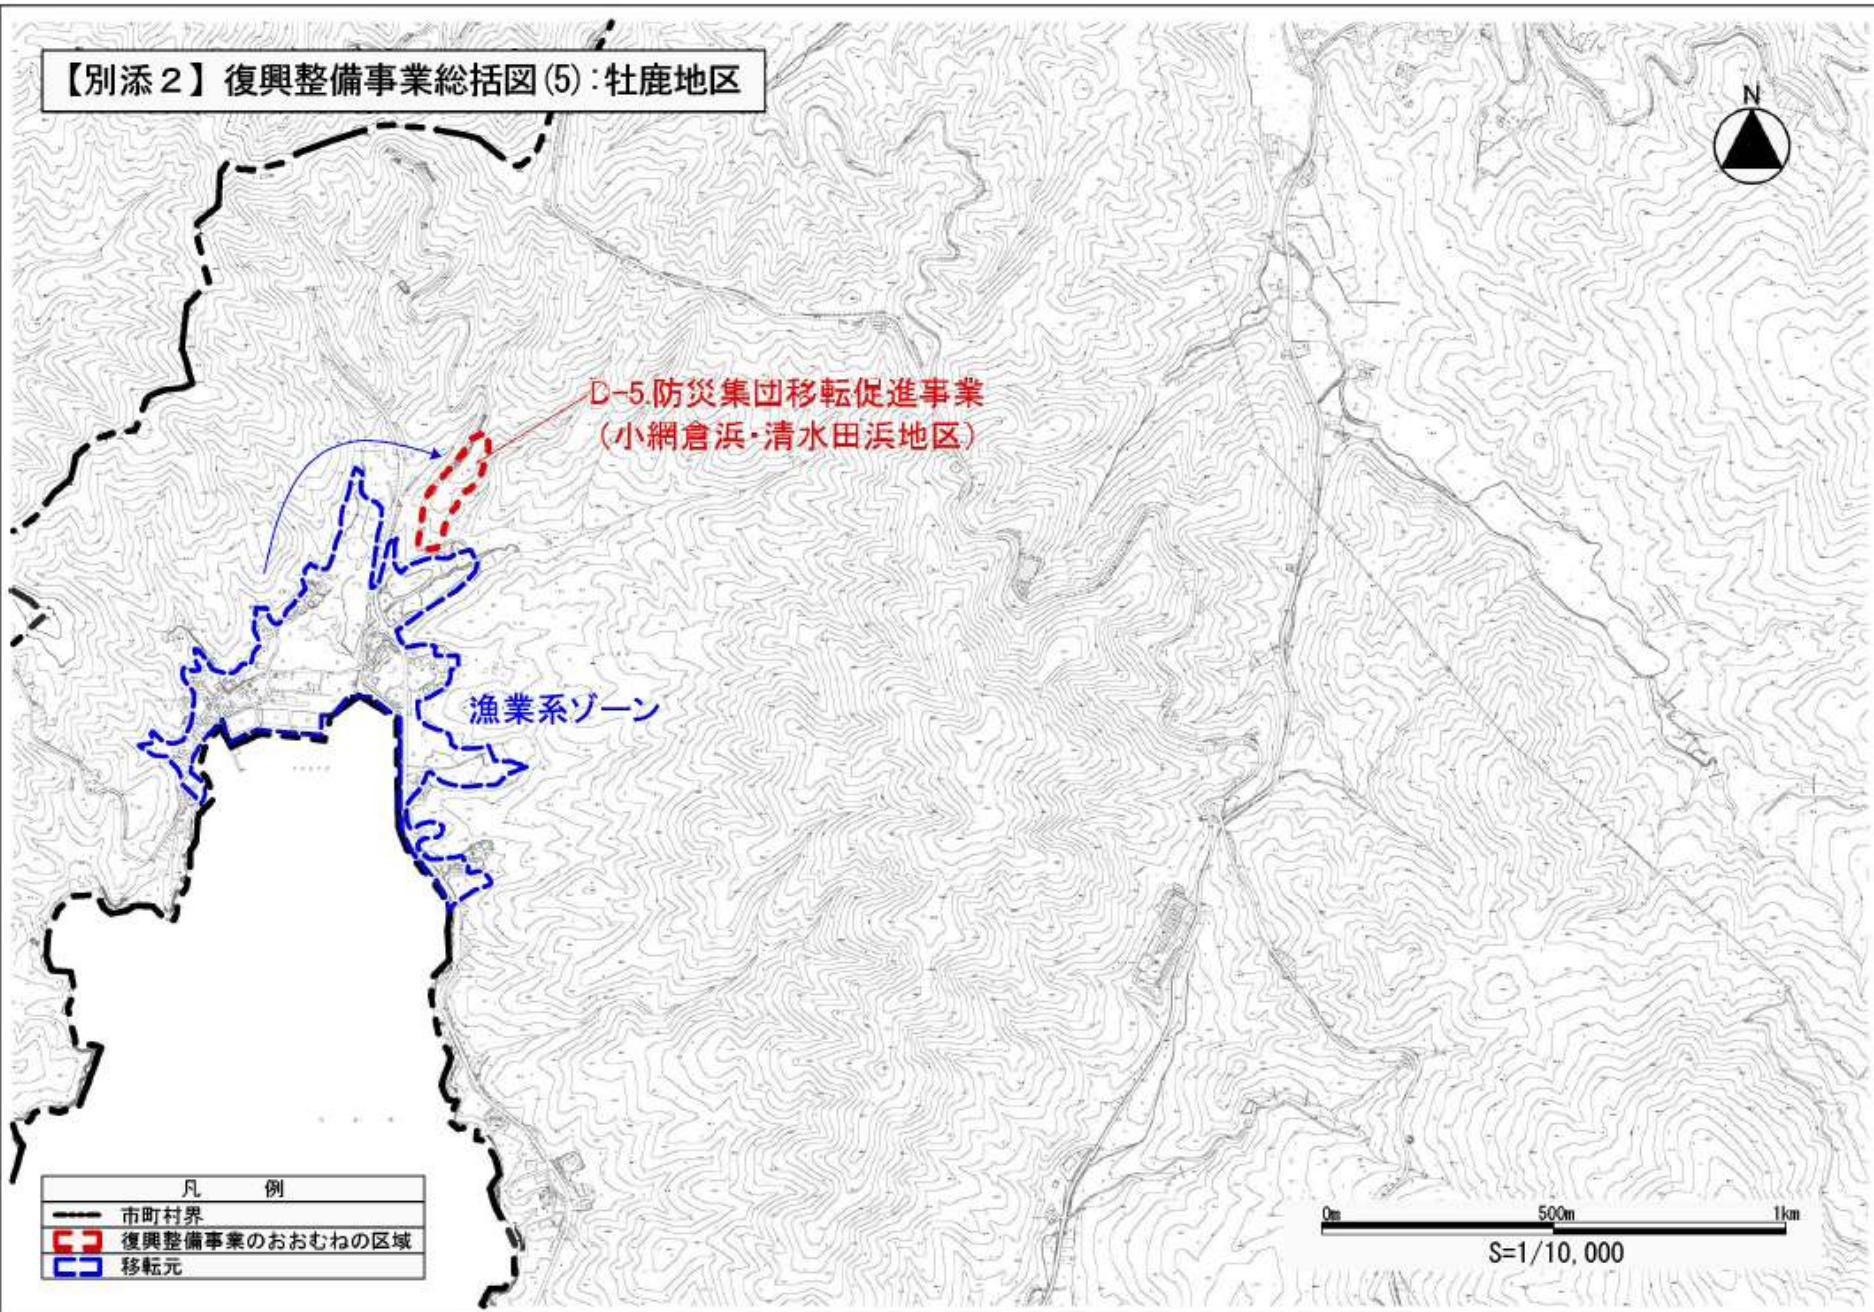 【別添２】復興整備事業総括図(5):牡鹿地区
N
D-5.防災集団移転促進事業
(小網倉浜・清水田浜地区)
漁業系ゾーン
凡 例
市町村界
復興整備事業のおおむねの区域
移転元
0m 500m 1km
S=1/10,000